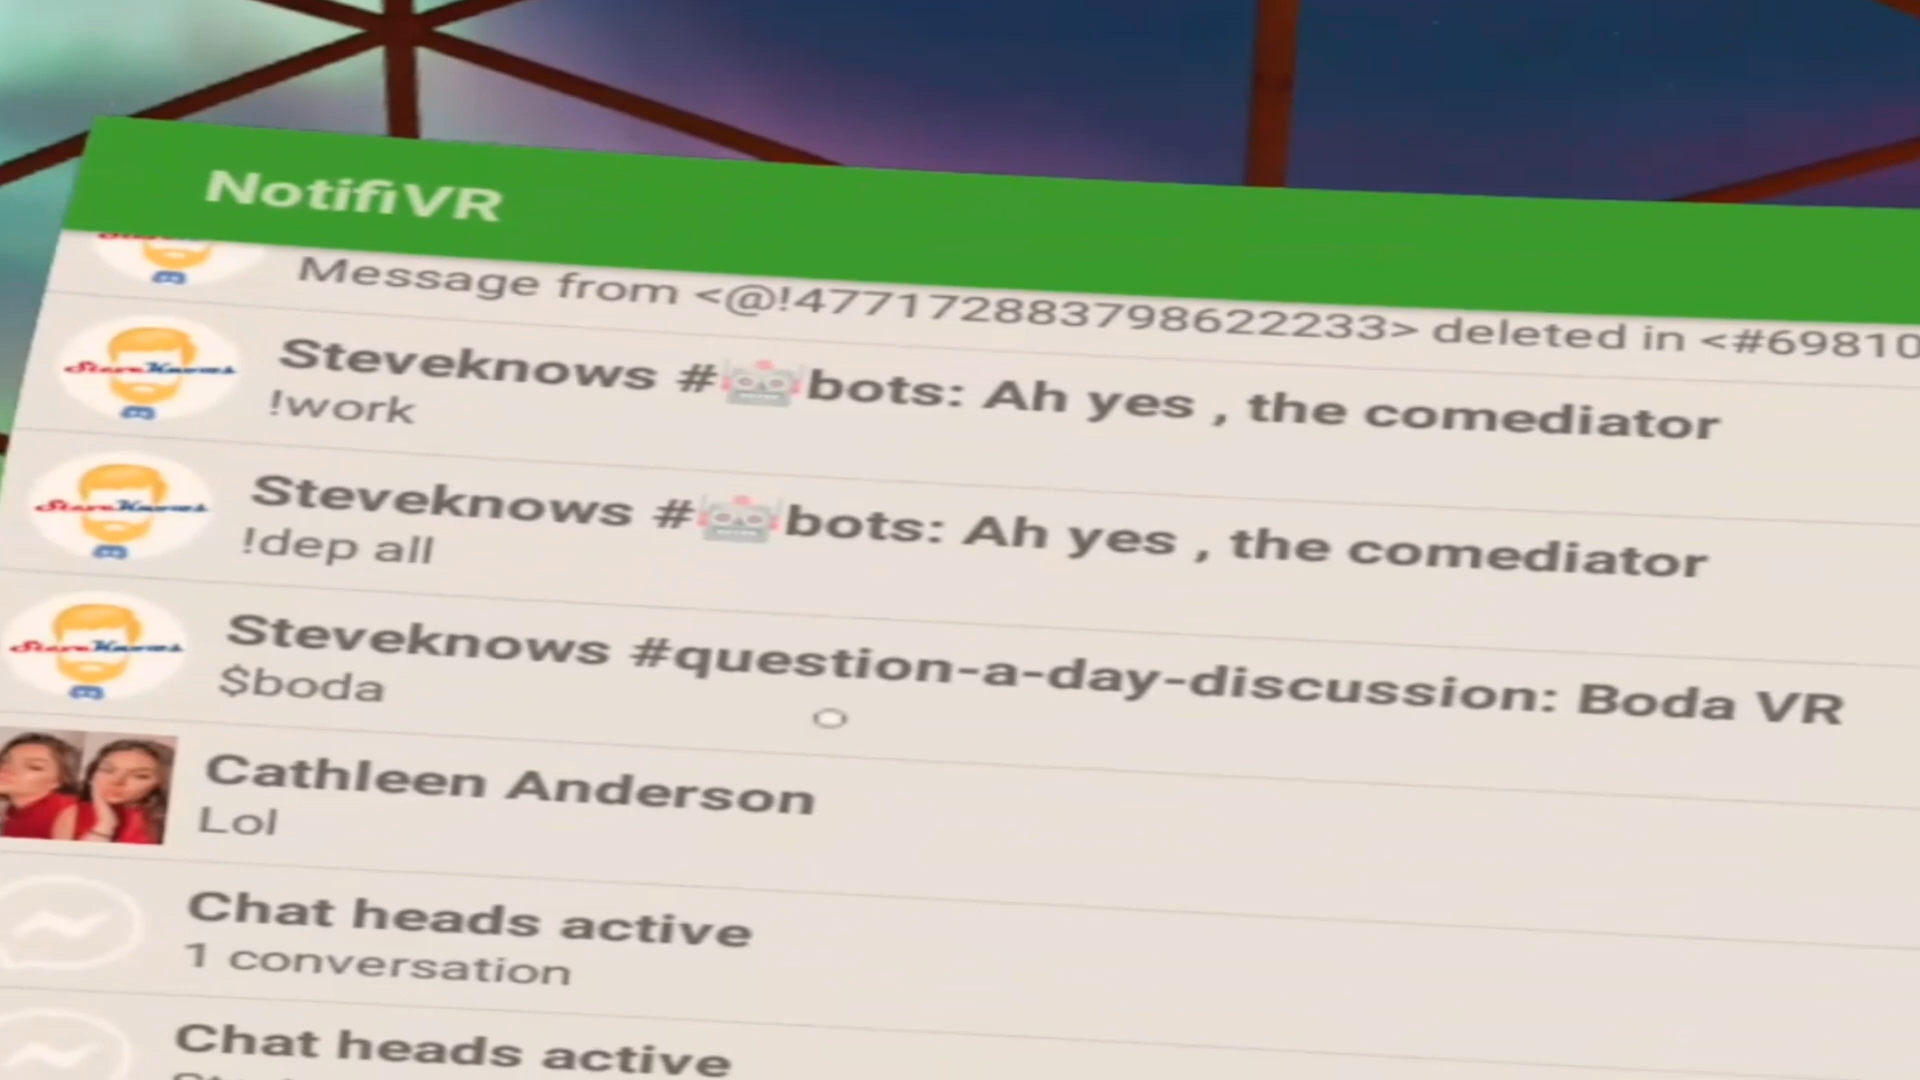 NotifiVR
Message from <@!477172883798622233> deleted in <#69810
Steveknows #🤖bots: Ah yes , the comediator
!work
Steveknows #🤖bots: Ah yes , the comediator
!dep all
Steveknows #question-a-day-discussion: Boda VR
$boda
Cathleen Anderson
Lol
Chat heads active
1 conversation
Chat heads active